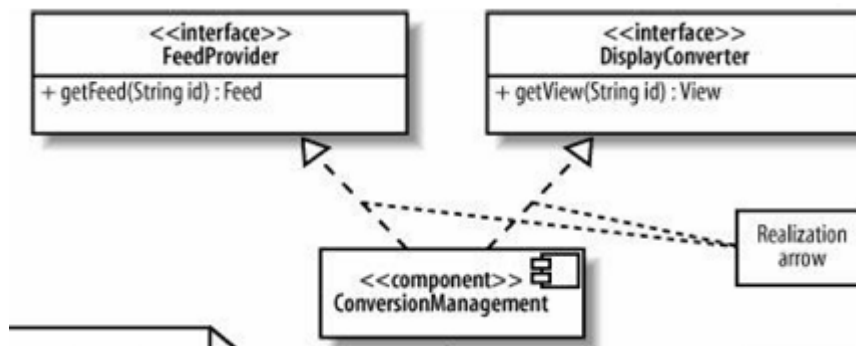 <<interface>>
FeedProvider
+ getFeed(String id) : Feed
<<interface>>
DisplayConverter
+ getView(String id) : View
Realization
arrow
<<component>>
ConversionManagement